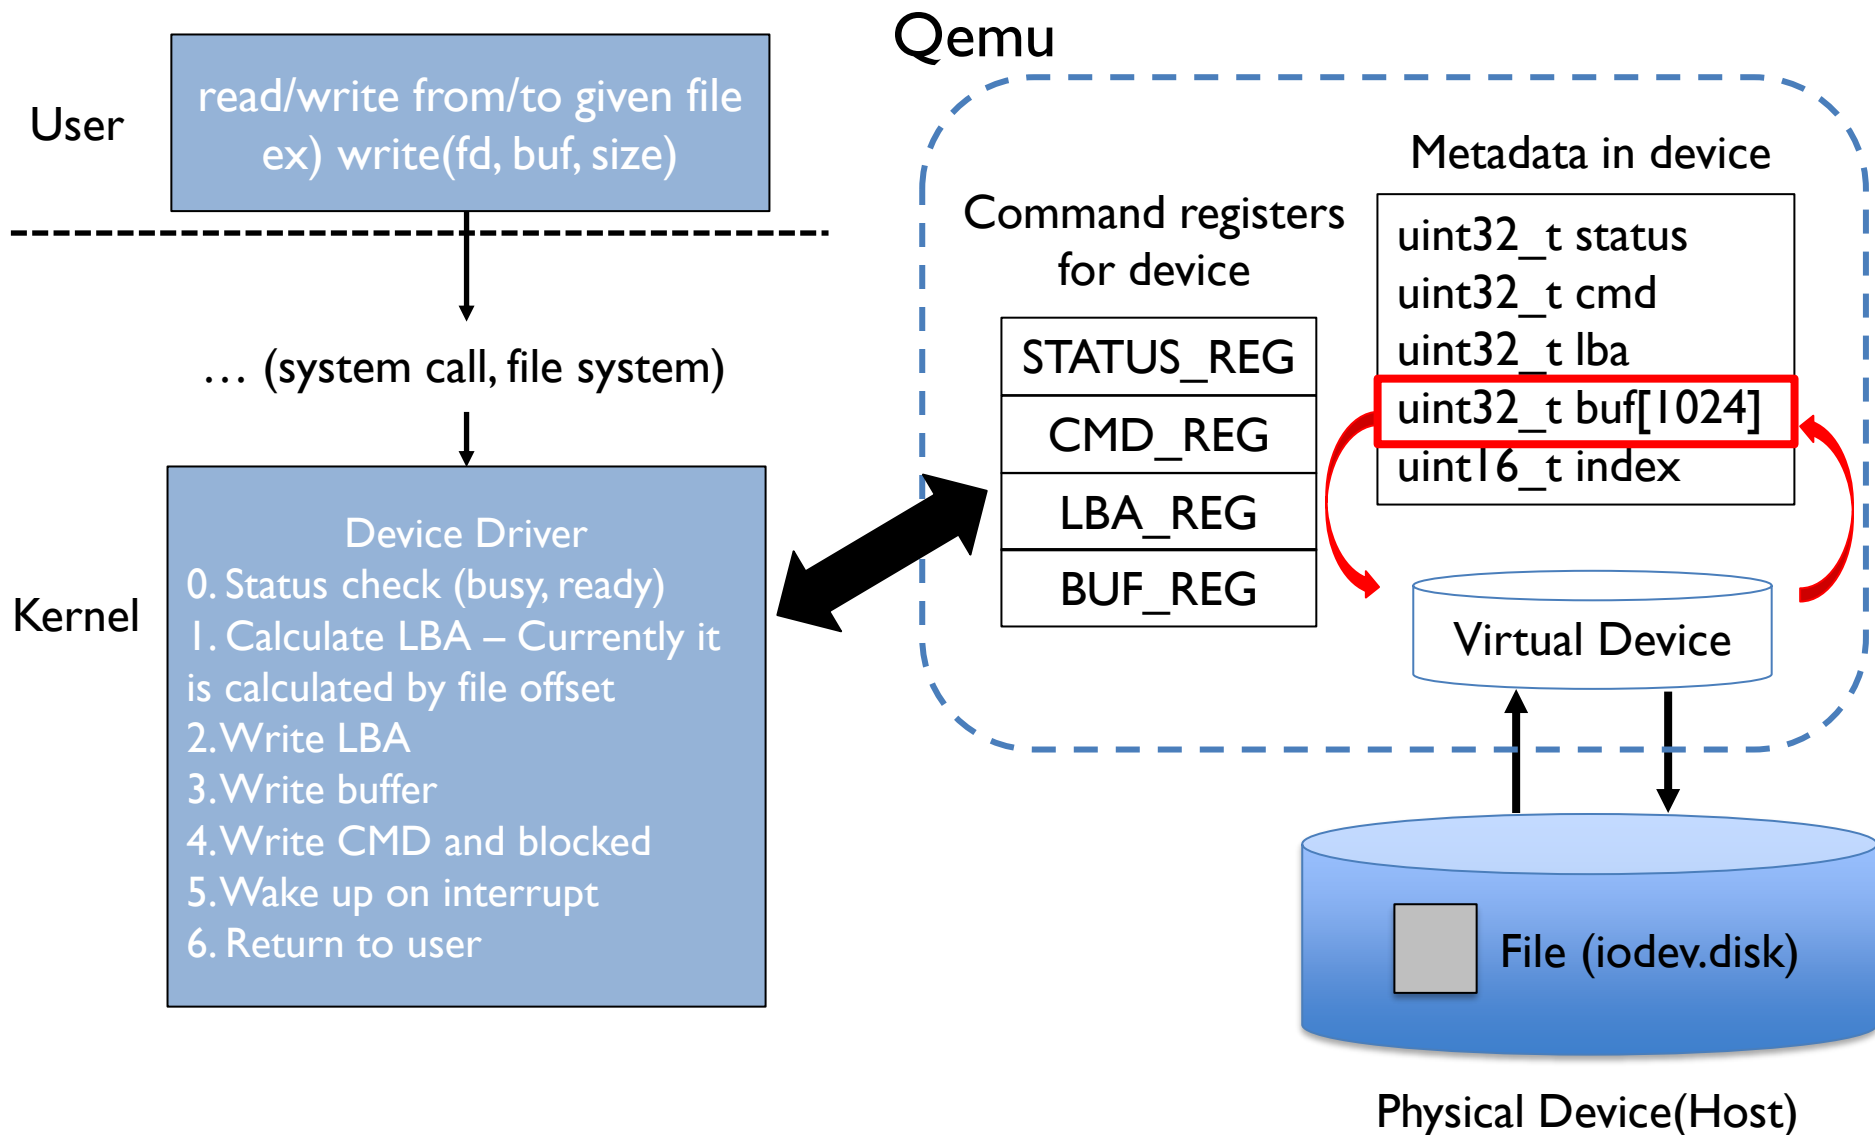 User
read/write from/to given file
ex) write(fd, buf, size)
… (system call, file system)
Kernel
Device Driver
0. Status check (busy, ready)
1. Calculate LBA – Currently it
is calculated by file offset
2. Write LBA
3. Write buffer
4. Write CMD and blocked
5. Wake up on interrupt
6. Return to user
Qemu
Command registers
for device
STATUS_REG
CMD_REG
LBA_REG
BUF_REG
Metadata in device
uint32_t status
uint32_t cmd
uint32_t lba
uint32_t buf[1024]
uint16_t index
Virtual Device
File (iodev.disk)
Physical Device(Host)